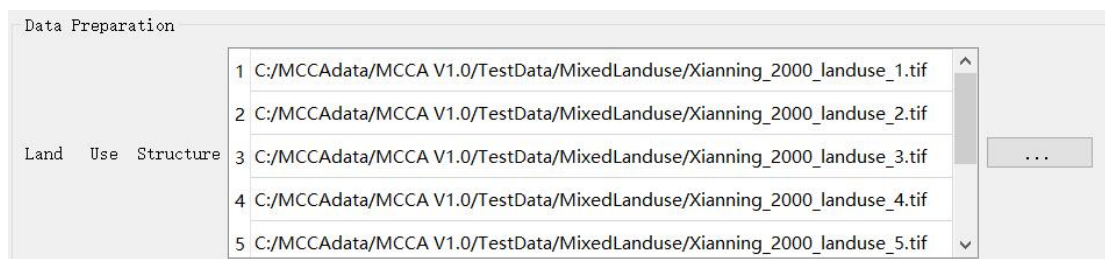 Data Preparation
1 C:/MCCAdata/MCCA V1.0/TestData/MixedLanduse/Xianning_2000_landuse_1.tif
2 C:/MCCAdata/MCCA V1.0/TestData/MixedLanduse/Xianning_2000_landuse_2.tif
Land Use Structure 3 C:/MCCAdata/MCCA V1.0/TestData/MixedLanduse/Xianning_2000_landuse_3.tif ...
4 C:/MCCAdata/MCCA V1.0/TestData/MixedLanduse/Xianning_2000_landuse_4.tif
5 C:/MCCAdata/MCCA V1.0/TestData/MixedLanduse/Xianning_2000_landuse_5.tif